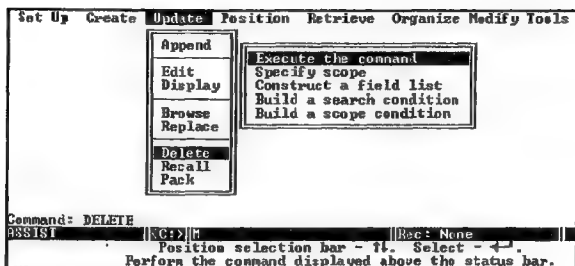 Set Up Create Update Position Retrieve Organize Modify Tools
Append
Edit
Display
Browse
Replace
Delete
Recall
Pack
Execute the command
Specify scope
Construct a field list
Build a search condition
Build a scope condition
Command: DELETE
ASSIST <C:> M Rec: None
Position selection bar - ↑↓. Select - ↵.
Perform the command displayed above the status bar.